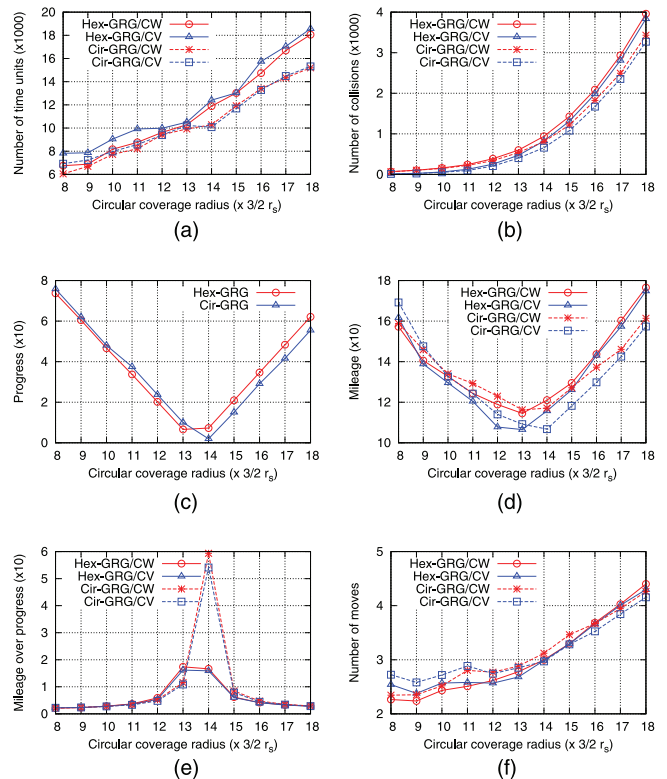 Number of time units (x1000)
20
18
16
14
12
10
8
6
Hex-GRG/CW
Hex-GRG/CV
Cir-GRG/CW
Cir-GRG/CV
8 9 10 11 12 13 14 15 16 17 18
Circular coverage radius (x 3/2 rs)
(a)
Number of collisions (x1000)
4
3
2
1
0
Hex-GRG/CW
Hex-GRG/CV
Cir-GRG/CW
Cir-GRG/CV
8 9 10 11 12 13 14 15 16 17 18
Circular coverage radius (x 3/2 rs)
(b)
Progress (x10)
8
6
4
2
0
Hex-GRG
Cir-GRG
8 9 10 11 12 13 14 15 16 17 18
Circular coverage radius (x 3/2 rs)
(c)
Mileage (x10)
18
16
14
12
10
Hex-GRG/CW
Hex-GRG/CV
Cir-GRG/CW
Cir-GRG/CV
8 9 10 11 12 13 14 15 16 17 18
Circular coverage radius (x 3/2 rs)
(d)
Mileage over progress (x10)
6
5
4
3
2
1
0
Hex-GRG/CW
Hex-GRG/CV
Cir-GRG/CW
Cir-GRG/CV
8 9 10 11 12 13 14 15 16 17 18
Circular coverage radius (x 3/2 rs)
(e)
Number of moves
5
4
3
2
Hex-GRG/CW
Hex-GRG/CV
Cir-GRG/CW
Cir-GRG/CV
8 9 10 11 12 13 14 15 16 17 18
Circular coverage radius (x 3/2 rs)
(f)